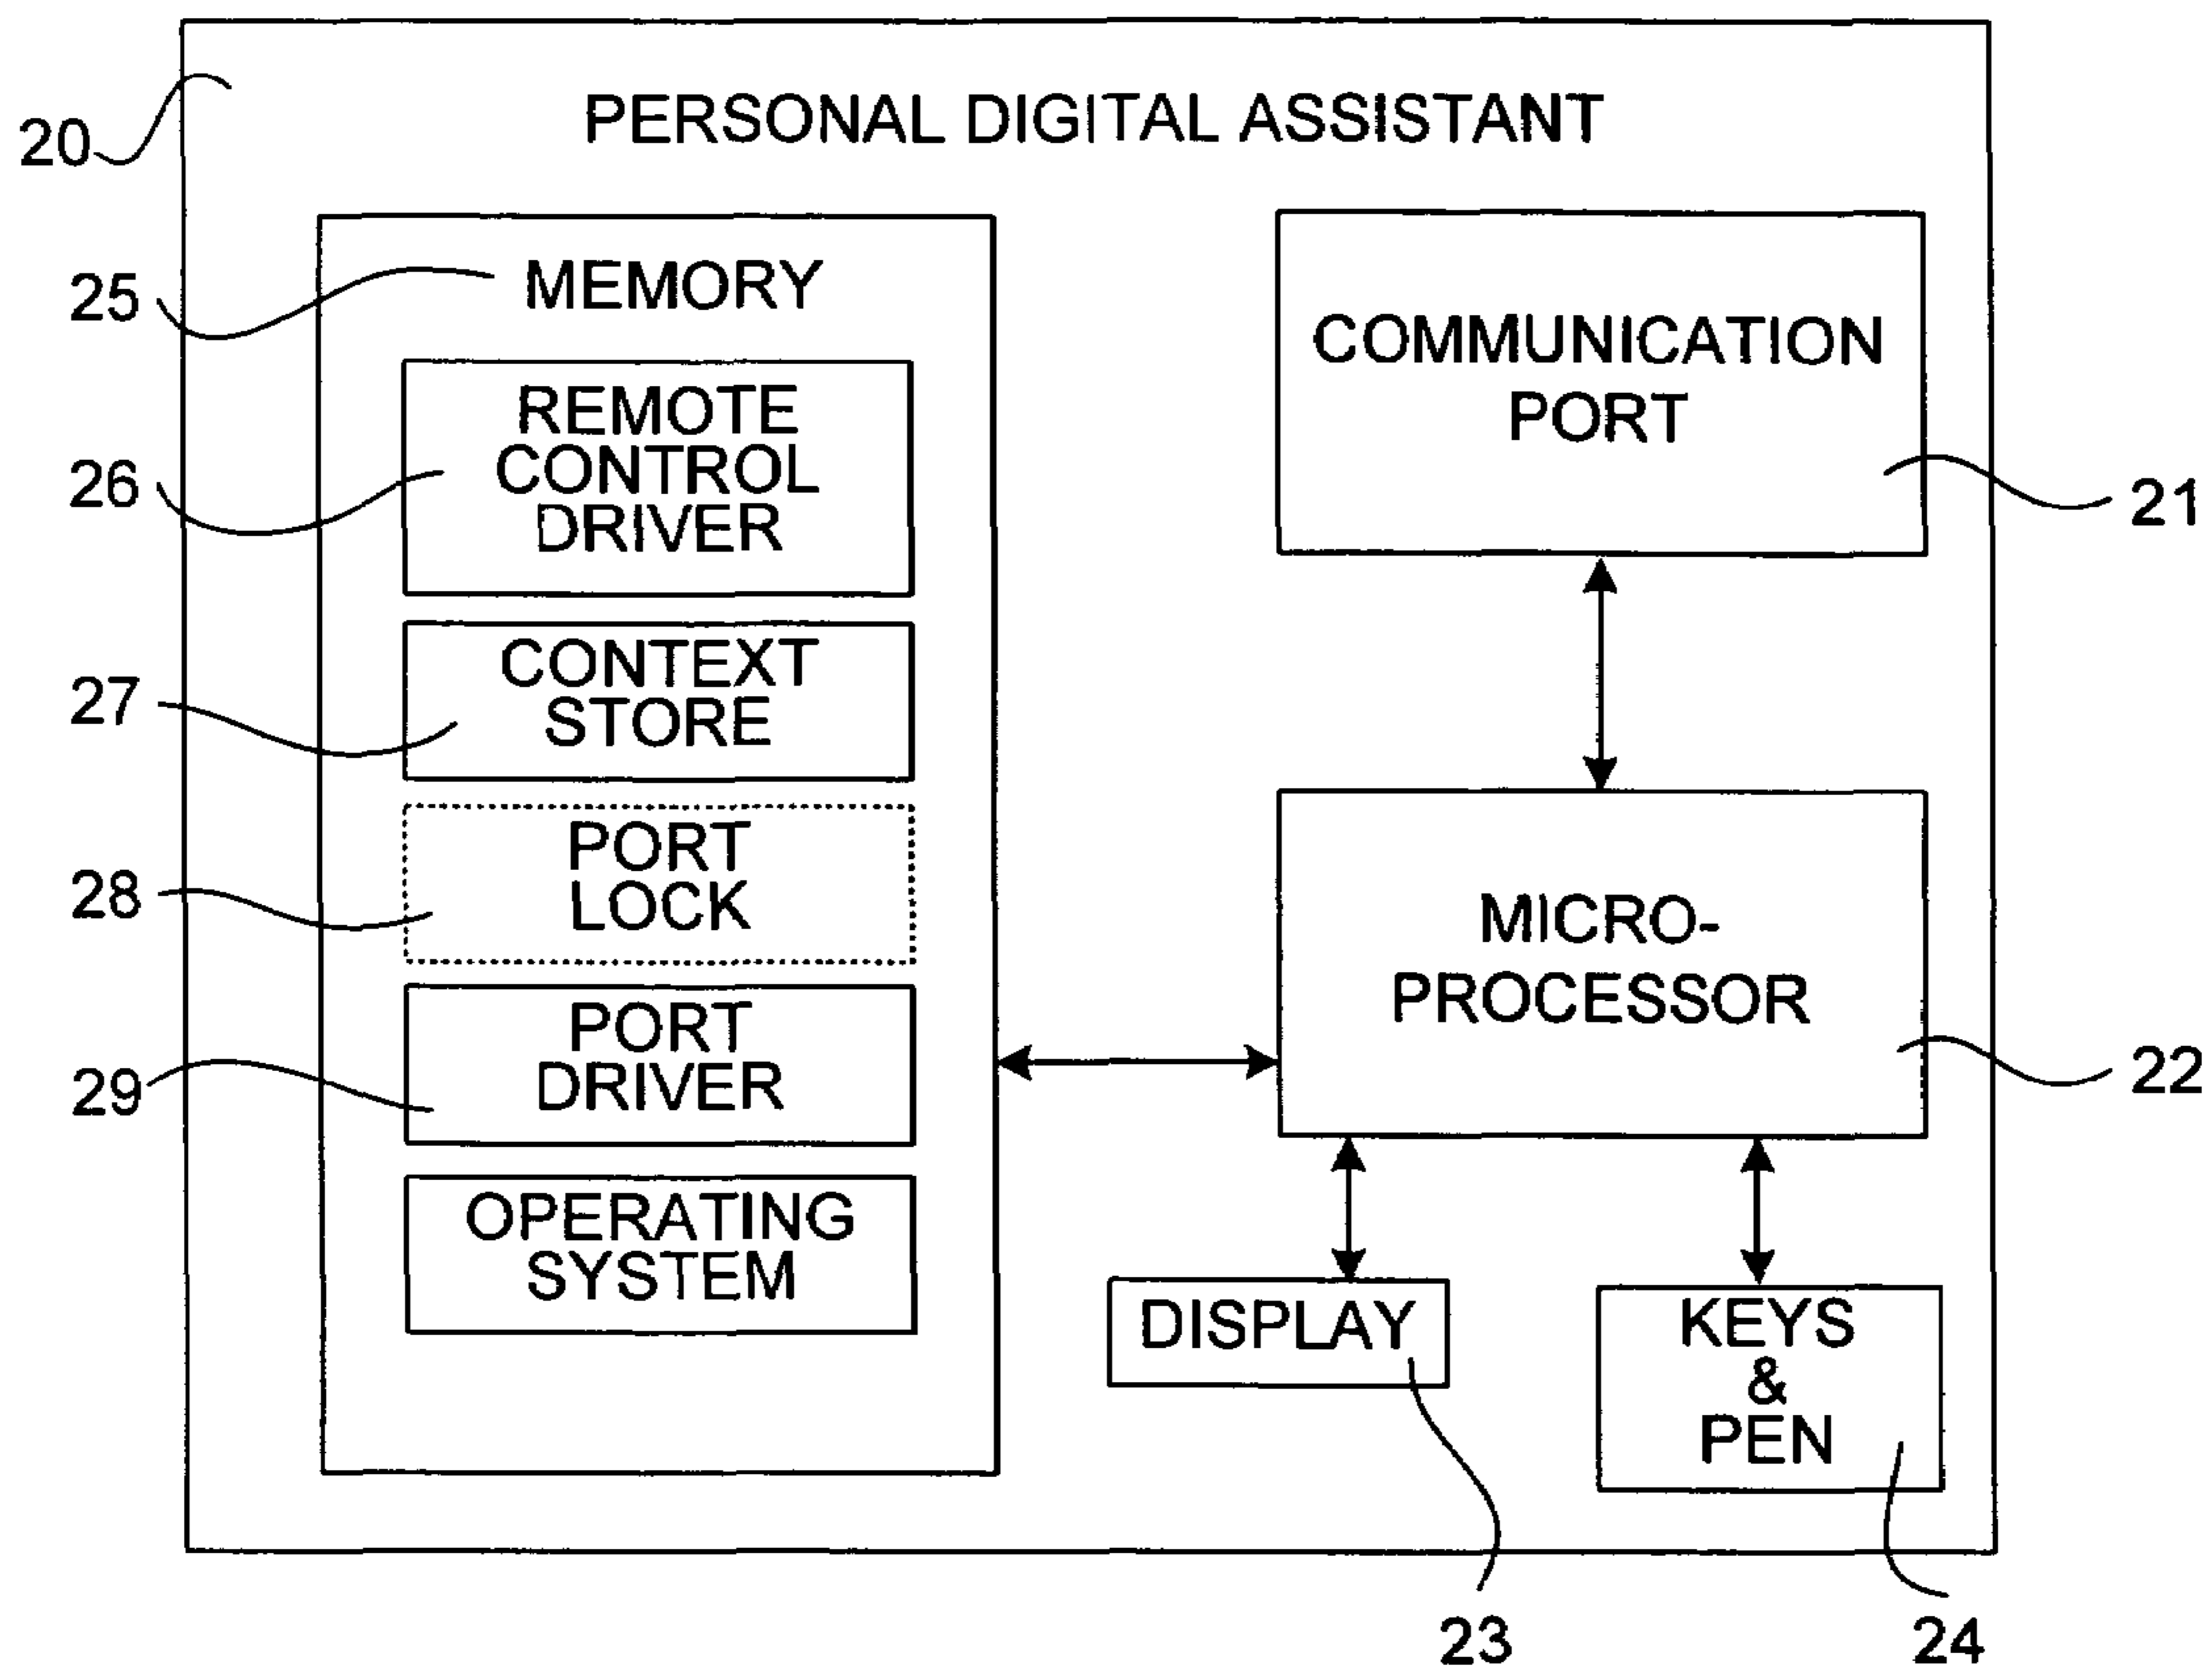 PERSONAL DIGITAL ASSISTANT
20
MEMORY
25
REMOTE
CONTROL
DRIVER
26
CONTEXT
STORE
27
PORT
LOCK
28
PORT
DRIVER
29
OPERATING
SYSTEM
COMMUNICATION
PORT
21
MICRO-
PROCESSOR
22
DISPLAY
23
KEYS
&
PEN
24